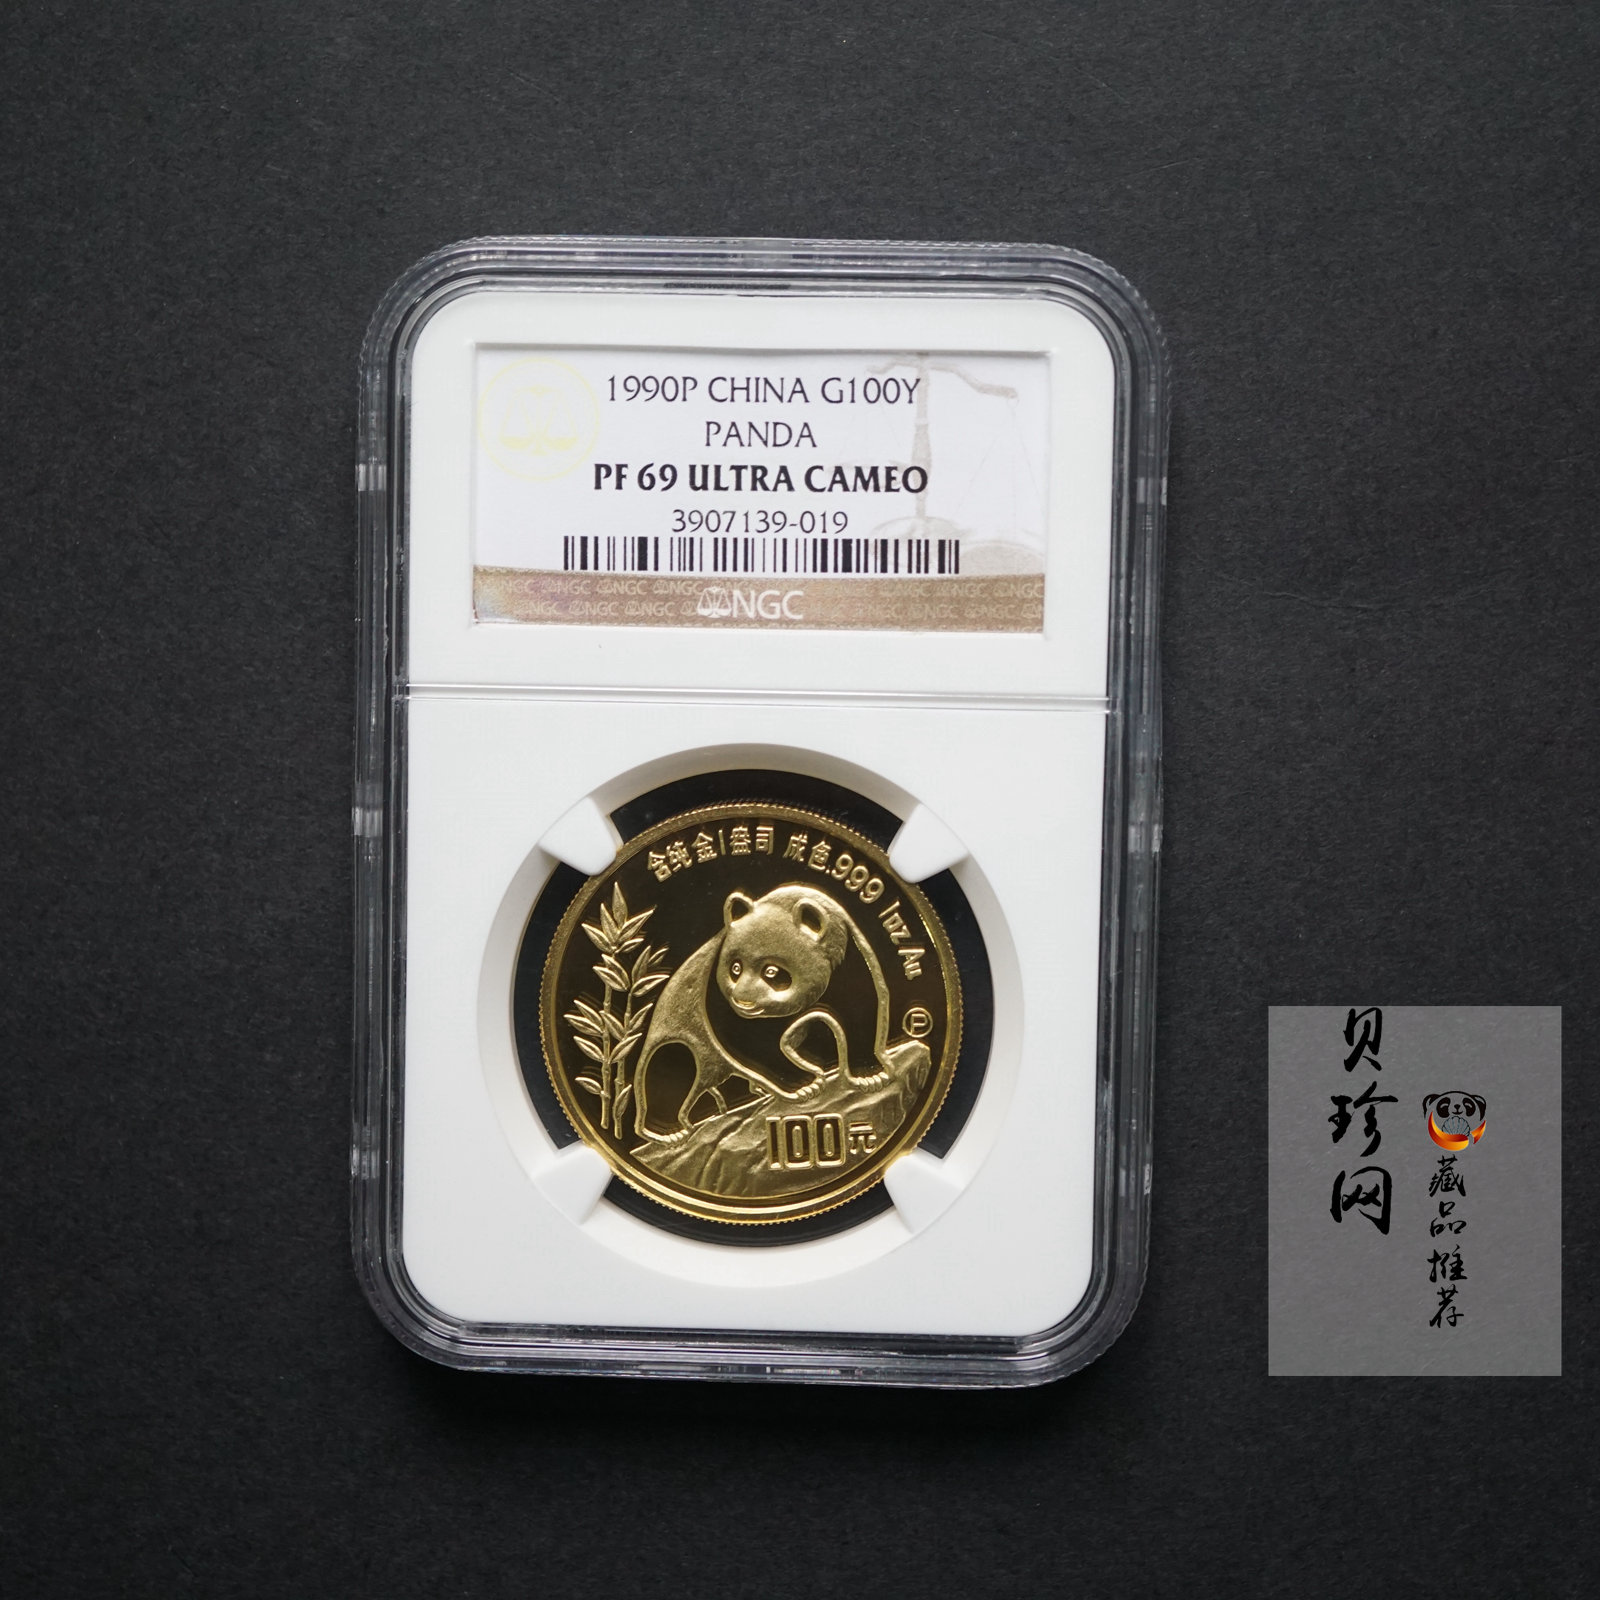 1990P CHINA G100Y
PANDA
PF 69 ULTRA CAMEO
3907139-019
NGC
含纯金1盎司 成色.999 1oz Au
P
100元
贝珍网
藏品推荐